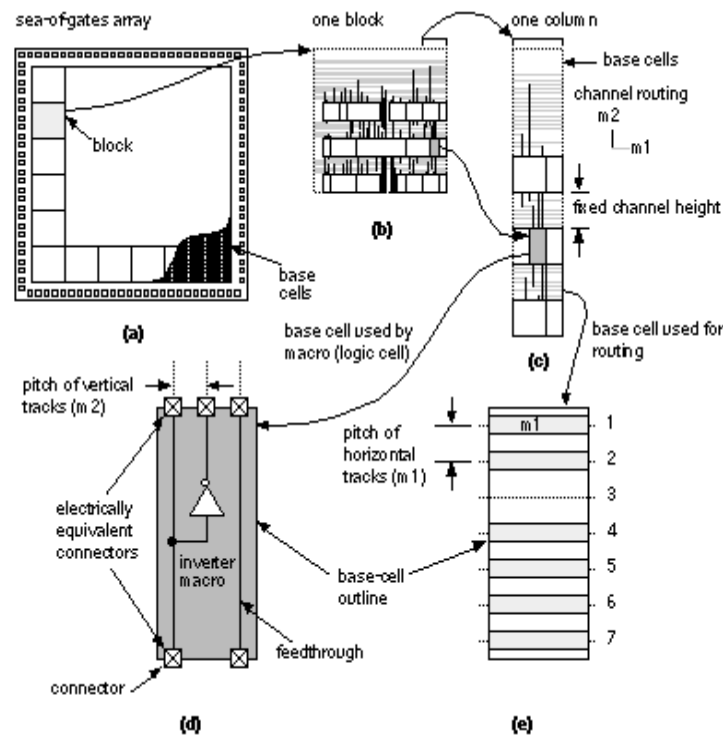 sea-of-gates array
one block
one column
base cells
channel routing
m2
m1
block
fixed channel height
(b)
base
cells
(a)
base cell used by
macro (logic cell)
(c)
base cell used for
routing
pitch of vertical
tracks (m2)
pitch of
horizontal
tracks (m1)
m1
1
2
3
4
5
6
7
electrically
equivalent
connectors
inverter
macro
base-cell
outline
feedthrough
connector
(d)
(e)